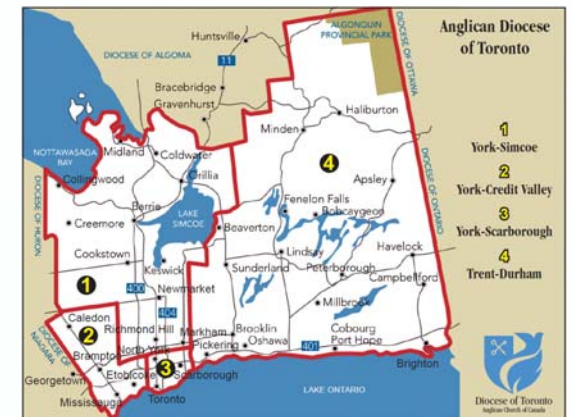 Anglican Diocese
of Toronto
1
York-Simcoe
2
York-Credit Valley
3
York-Scarborough
4
Trent-Durham
Diocese of Toronto
Anglican Church of Canada
Huntsville
ALGONQUIN
PROVINCIAL PARK
DIOCESE OF ALGOMA
11
DIOCESE OF OTTAWA
Bracebridge
Gravenhurst
Haliburton
Minden
NOTTAWASAGA
BAY
Midland
Coldwater
4
Collingwood
Orillia
Apsley
DIOCESE OF ONTARIO
DIOCESE OF HURON
Barrie
LAKE
SIMCOE
Fenelon Falls
Bobcaygeon
Creemore
Beaverton
Lindsay
Havelock
Cookstown
Keswick
Sunderland
Peterborough
Campbellford
1
400
Newmarket
404
Millbrook
Caledon
2
Richmond Hill
Markham
Brooklin
Cobourg
DIOCESE OF
NIAGARA
Brampton
North York
Pickering
Oshawa
401
Port Hope
3
Brighton
Georgetown
Etobicoke
Scarborough
Mississauga
Toronto
LAKE ONTARIO